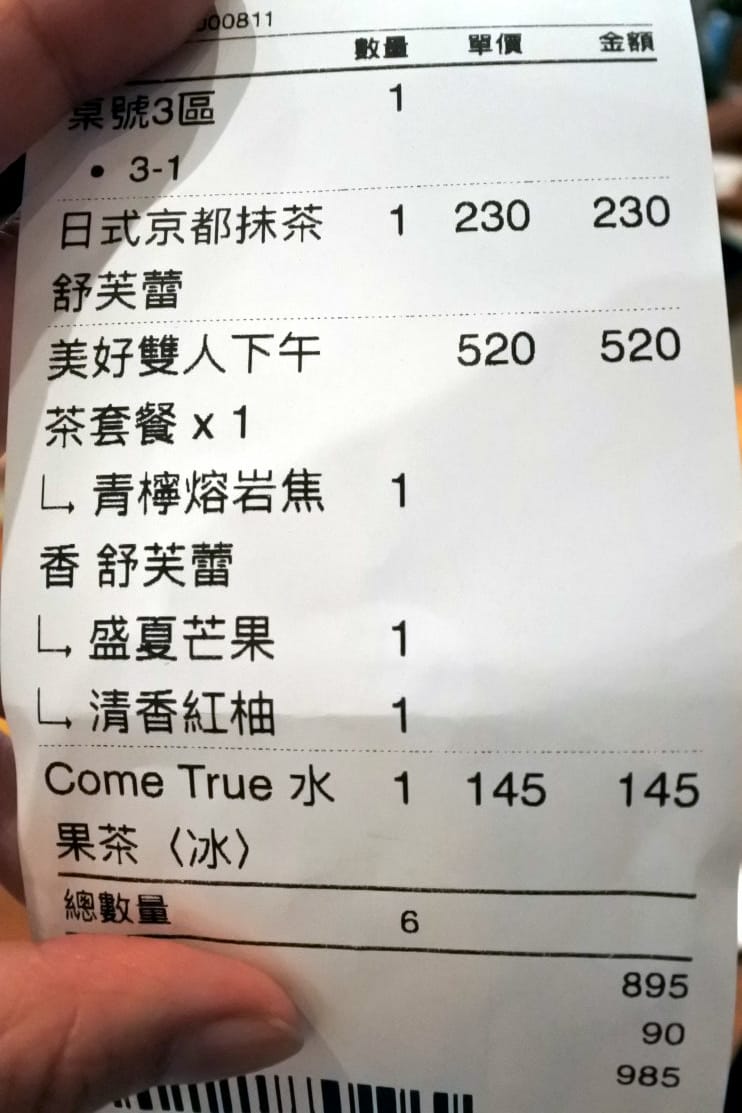 000811
數量 單價 金額
桌號3區 1
• 3-1
日式京都抹茶 1 230 230
舒芙蕾
美好雙人下午 520 520
茶套餐 x 1
↳ 青檸熔岩焦 1
香 舒芙蕾
↳ 盛夏芒果 1
↳ 清香紅柚 1
Come True 水 1 145 145
果茶〈冰〉
總數量 6
895
90
985